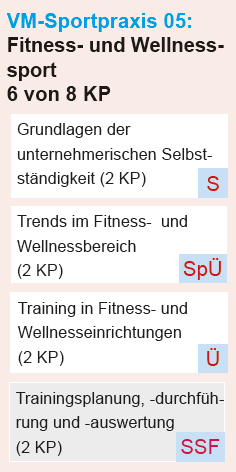 VM-Sportpraxis 05:
Fitness- und Wellness-
sport
6 von 8 KP
Grundlagen der
unternehmerischen Selbst-
ständigkeit (2 KP)
S
Trends im Fitness- und
Wellnessbereich
(2 KP)
SpÜ
Training in Fitness- und
Wellnesseinrichtungen
(2 KP)
Ü
Trainingsplanung, -durchfüh-
rung und -auswertung
(2 KP)
SSF